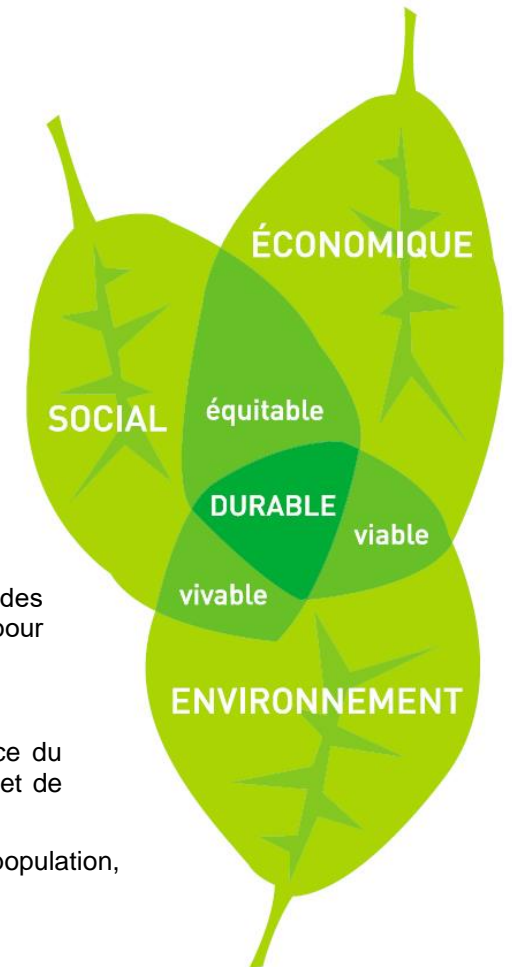 ÉCONOMIQUE
SOCIAL
équitable
DURABLE
viable
vivable
des
pour
ENVIRONNEMENT
ce du
et de
population,